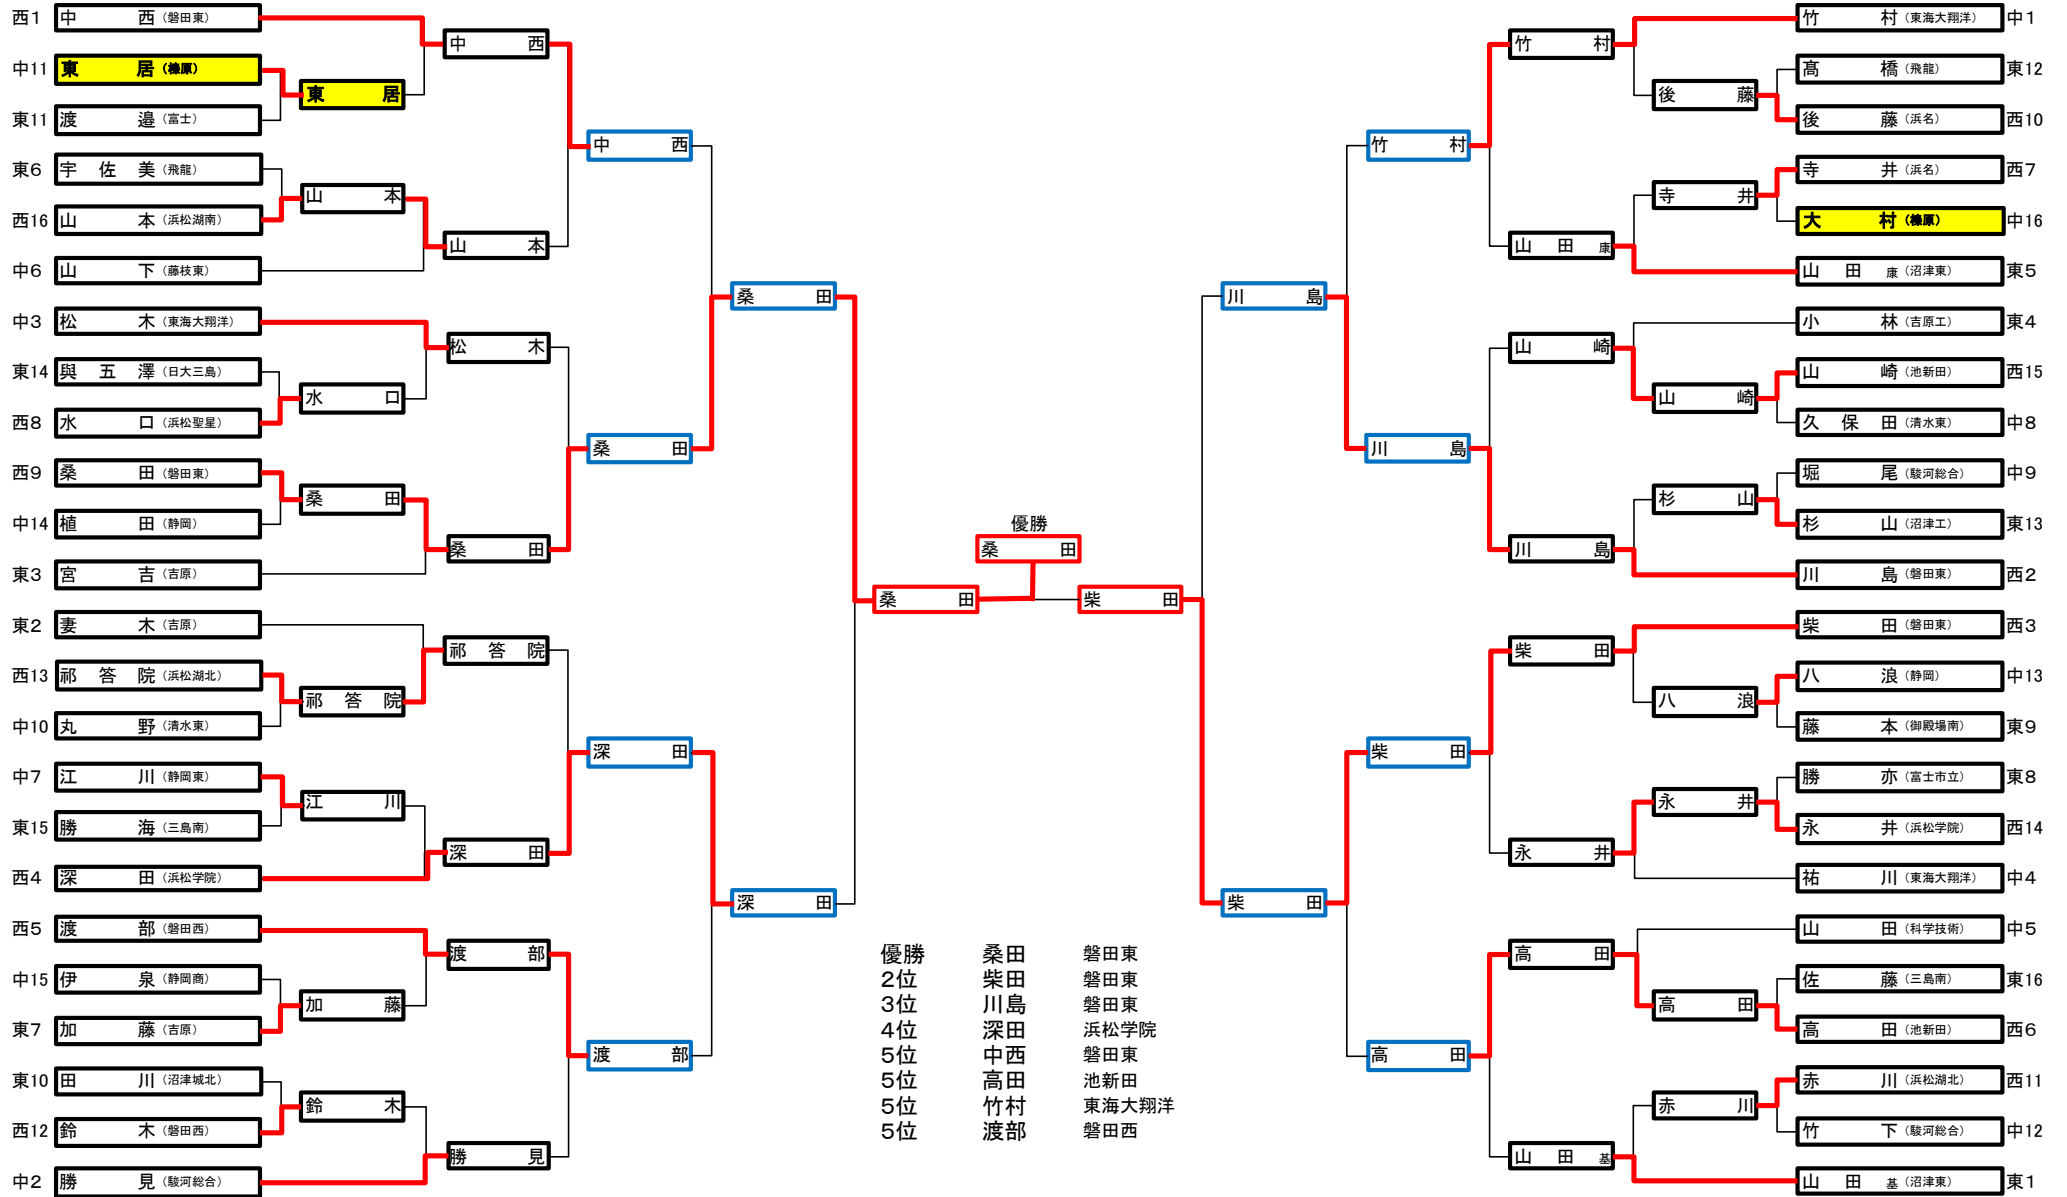 西1 中西 (磐田東)
中11 東居 (榛原)
東11 渡邉 (富士)
東6 宇佐美 (飛龍)
西16 山本 (浜松湖南)
中6 山下 (藤枝東)
中3 松木 (東海大翔洋)
東14 與五澤 (日大三島)
西8 水口 (浜松聖星)
西9 桑田 (磐田東)
中14 植田 (静岡)
東3 宮吉 (吉原)
東2 妻木 (吉原)
西13 祁答院 (浜松湖北)
中10 丸野 (清水東)
中7 江川 (静岡東)
東15 勝海 (三島南)
西4 深田 (浜松学院)
西5 渡部 (磐田西)
中15 伊泉 (静岡商)
東7 加藤 (吉原)
東10 田川 (沼津城北)
西12 鈴木 (磐田西)
中2 勝見 (駿河総合)
東居
山本
水口
桑田
祁答院
江川
加藤
鈴木
中西
山本
松木
桑田
祁答院
深田
渡部
勝見
中西
桑田
深田
渡部
桑田
深田
桑田
優勝
桑田
柴田
川島
柴田
竹村
川島
柴田
高田
竹村
山田 康
山崎
川島
柴田
永井
高田
山田 基
後藤
寺井
山崎
杉山
八浪
永井
高田
赤川
竹村 (東海大翔洋) 中1
髙橋 (飛龍) 東12
後藤 (浜名) 西10
寺井 (浜名) 西7
大村 (榛原) 中16
山田 康 (沼津東) 東5
小林 (吉原工) 東4
山崎 (池新田) 西15
久保田 (清水東) 中8
堀尾 (駿河総合) 中9
杉山 (沼津工) 東13
川島 (磐田東) 西2
柴田 (磐田東) 西3
八浪 (静岡) 中13
藤本 (御殿場南) 東9
勝亦 (富士市立) 東8
永井 (浜松学院) 西14
祐川 (東海大翔洋) 中4
山田 (科学技術) 中5
佐藤 (三島南) 東16
高田 (池新田) 西6
赤川 (浜松湖北) 西11
竹下 (駿河総合) 中12
山田 基 (沼津東) 東1
優勝 桑田 磐田東
2位 柴田 磐田東
3位 川島 磐田東
4位 深田 浜松学院
5位 中西 磐田東
5位 高田 池新田
5位 竹村 東海大翔洋
5位 渡部 磐田西